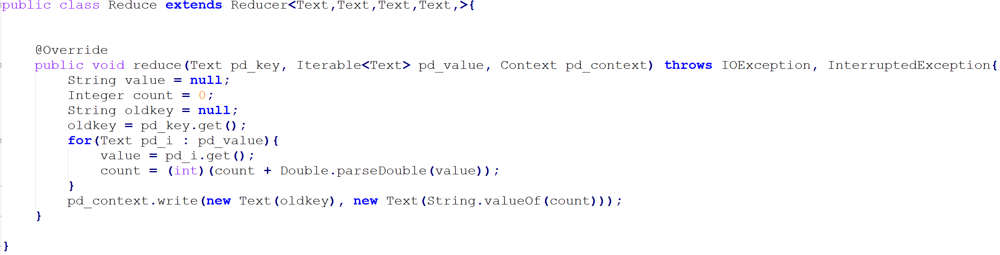 public class Reduce extends Reducer<Text,Text,Text,Text,>{
@Override
public void reduce(Text pd_key, Iterable<Text> pd_value, Context pd_context) throws IOException, InterruptedException{
String value = null;
Integer count = 0;
String oldkey = null;
oldkey = pd_key.get();
for(Text pd_i : pd_value){
value = pd_i.get();
count = (int)(count + Double.parseDouble(value));
}
pd_context.write(new Text(oldkey), new Text(String.valueOf(count)));
}
}